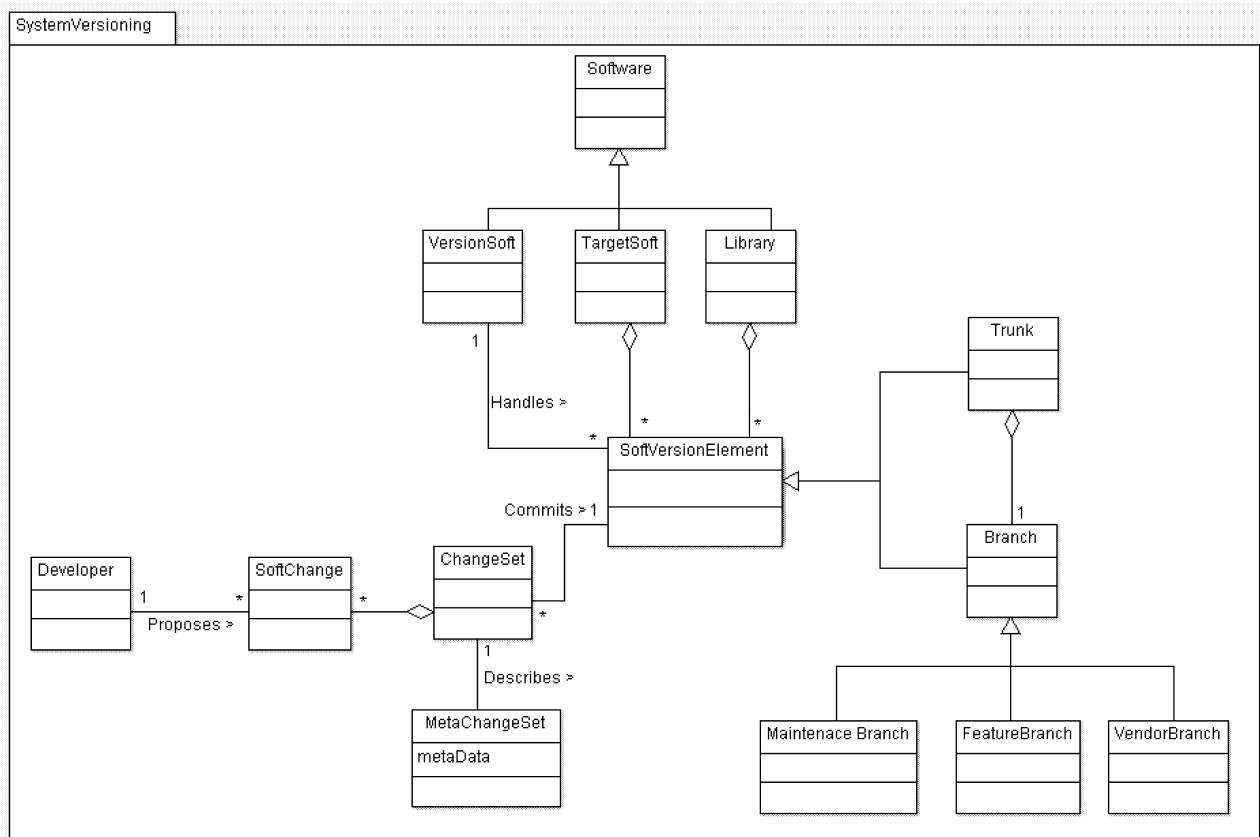 SystemVersioning
Software
VersionSoft
TargetSoft
Library
1
Handles >
*
*
*
Trunk
1
SoftVersionElement
Commits > 1
Branch
Developer
1
Proposes >
*
SoftChange
*
ChangeSet
*
1
Describes >
MetaChangeSet
metaData
Maintenace Branch
FeatureBranch
VendorBranch